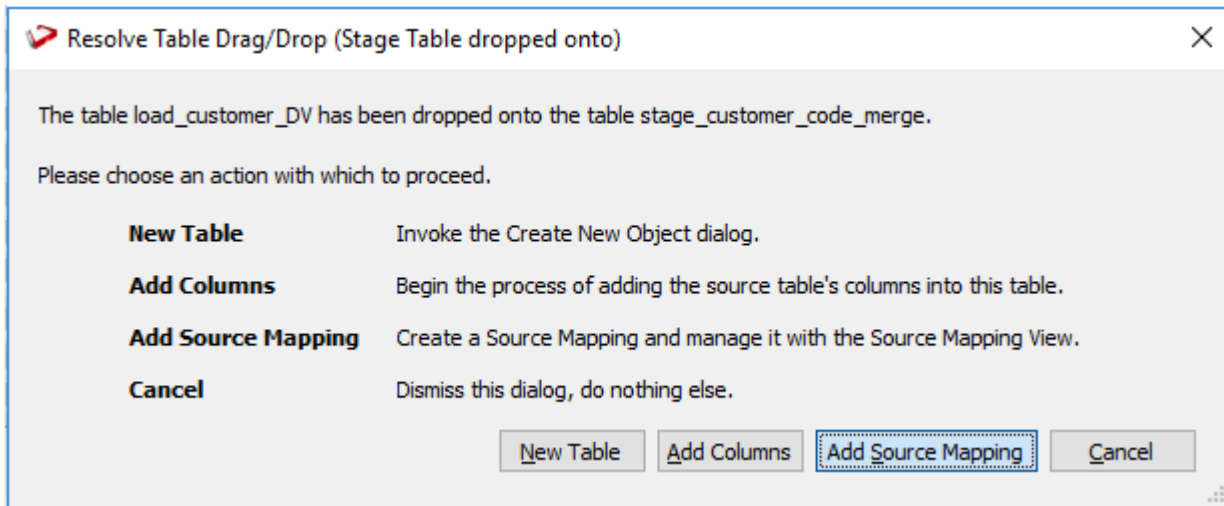 Resolve Table Drag/Drop (Stage Table dropped onto)
The table load_customer_DV has been dropped onto the table stage_customer_code_merge.
Please choose an action with which to proceed.
New Table Invoke the Create New Object dialog.
Add Columns Begin the process of adding the source table's columns into this table.
Add Source Mapping Create a Source Mapping and manage it with the Source Mapping View.
Cancel Dismiss this dialog, do nothing else.
New Table Add Columns Add Source Mapping Cancel